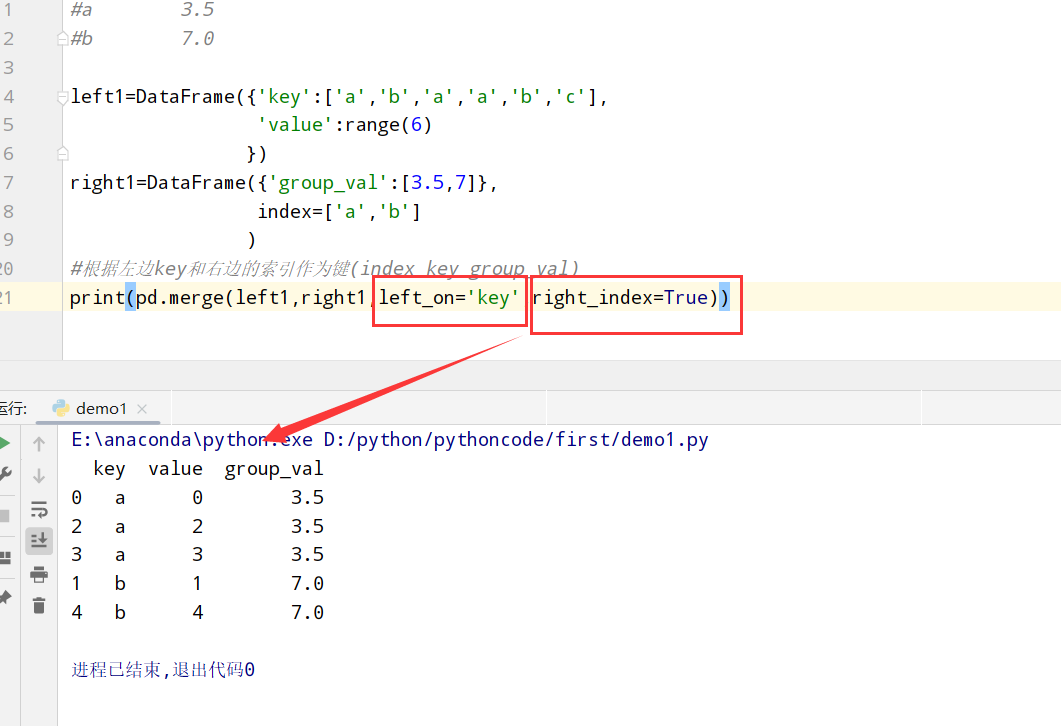 1 #a 3.5
2 #b 7.0
3
4 left1=DataFrame({'key':['a','b','a','a','b','c'],
5 'value':range(6)
6 })
7 right1=DataFrame({'group_val':[3.5,7]},
8 index=['a','b']
9 )
20 #根据左边key和右边的索引作为键(index key group val)
21 print(pd.merge(left1,right1,left_on='key' right_index=True))
运行: demo1
E:\anaconda\python.exe D:/python/pythoncode/first/demo1.py
key value group_val
0 a 0 3.5
2 a 2 3.5
3 a 3 3.5
1 b 1 7.0
4 b 4 7.0
进程已结束,退出代码0